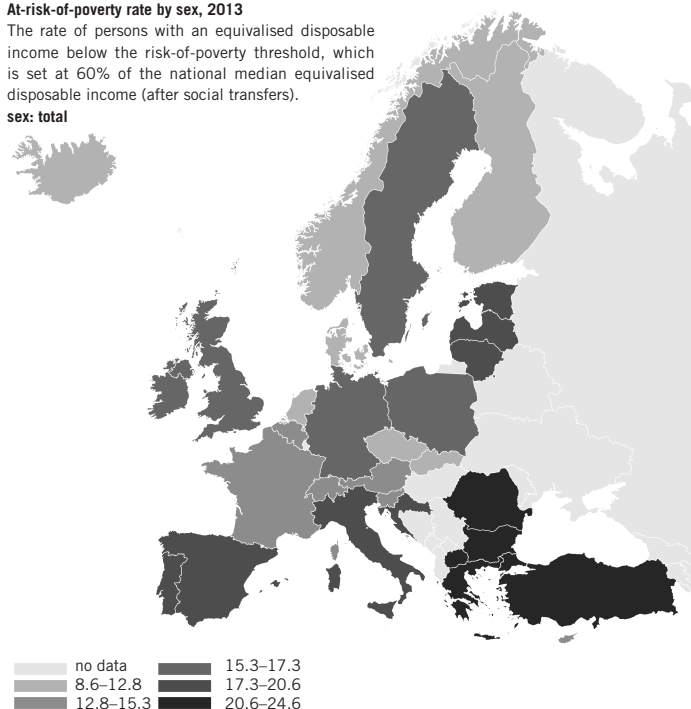 At-risk-of-poverty rate by sex, 2013
The rate of persons with an equivalised disposable
income below the risk-of-poverty threshold, which
is set at 60% of the national median equivalised
disposable income (after social transfers).
sex: total
no data
8.6–12.8
12.8–15.3
15.3–17.3
17.3–20.6
20.6–24.6